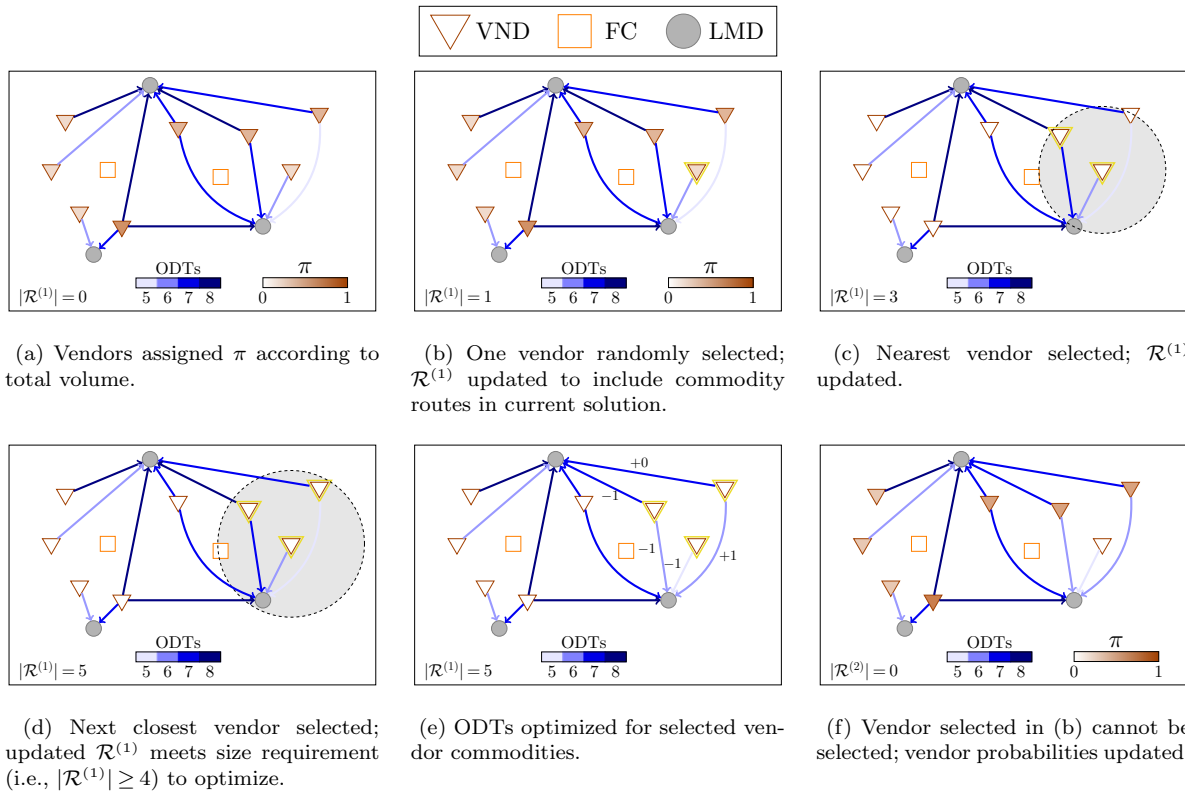 VND FC LMD
ODTs π
5 6 7 8 0 1
|R^(1)| = 0
ODTs π
5 6 7 8 0 1
|R^(1)| = 1
ODTs
5 6 7 8
|R^(1)| = 3
(a) Vendors assigned π according to
total volume.
(b) One vendor randomly selected;
R^(1) updated to include commodity
routes in current solution.
(c) Nearest vendor selected; R^(1)
updated.
ODTs
5 6 7 8
|R^(1)| = 5
+0
-1
-1
-1
+1
ODTs
5 6 7 8
|R^(1)| = 5
ODTs π
5 6 7 8 0 1
|R^(2)| = 0
(d) Next closest vendor selected;
updated R^(1) meets size requirement
(i.e., |R^(1)| ≥ 4) to optimize.
(e) ODTs optimized for selected ven-
dor commodities.
(f) Vendor selected in (b) cannot be
selected; vendor probabilities updated